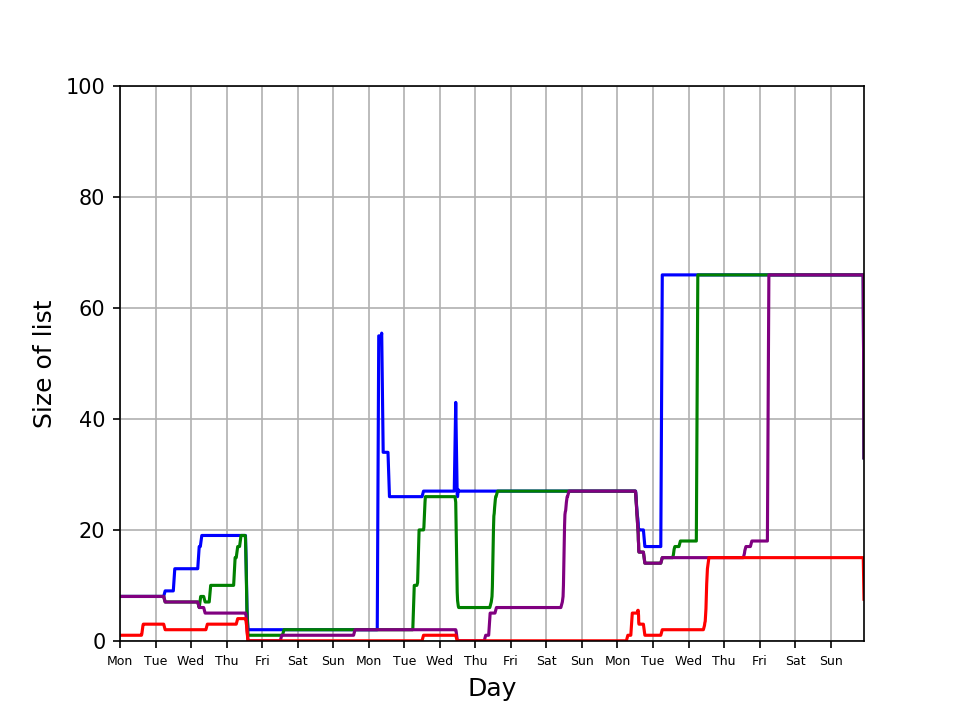 100
80
60
40
20
0
Size of list
Mon Tue Wed Thu Fri Sat Sun Mon Tue Wed Thu Fri Sat Sun Mon Tue Wed Thu Fri Sat Sun
Day